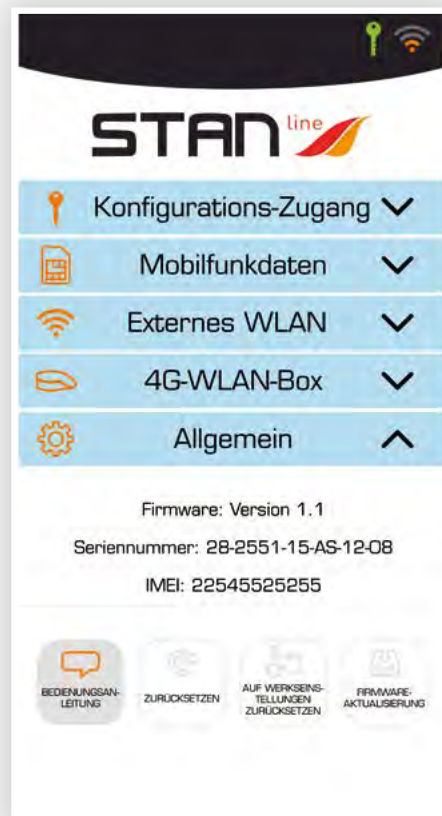 STAN line
Konfigurations-Zugang
Mobilfunkdaten
Externes WLAN
4G-WLAN-Box
Allgemein
Firmware: Version 1.1
Seriennummer: 28-2551-15-AS-12-08
IMEI: 22545525255
BEDIENUNGSAN-
LEITUNG
ZURÜCKSETZEN
AUF WERKSEINS-
TELLUNGEN
ZURÜCKSETZEN
FIRMWARE-
AKTUALISIERUNG